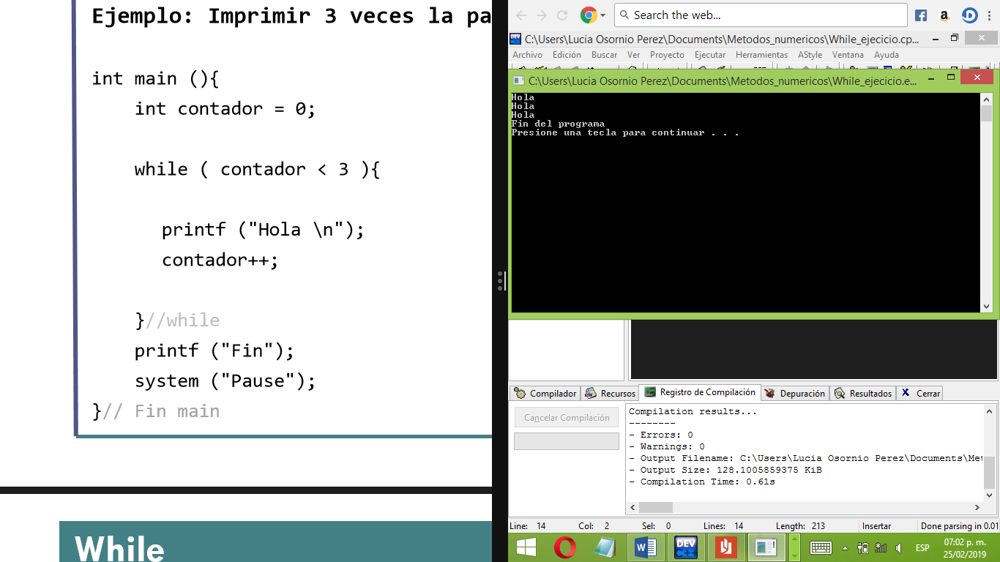 Ejemplo: Imprimir 3 veces la pa
int main (){
int contador = 0;
while ( contador < 3 ){
printf ("Hola \n");
contador++;
}//while
printf ("Fin");
system ("Pause");
}// Fin main
While
Search the web...
C:\Users\Lucia Osornio Perez\Documents\Metodos_numericos\While_ejecicio.cp...
Archivo Edición Buscar Ver Proyecto Ejecutar Herramientas AStyle Ventana Ayuda
C:\Users\Lucia Osornio Perez\Documents\Metodos_numericos\While_ejecicio.e...
Hola
Hola
Hola
Fin del programa
Presione una tecla para continuar . . .
Compilador Recursos Registro de Compilación Depuración Resultados Cerrar
Cancelar Compilación
Compilation results...
--------
- Errors: 0
- Warnings: 0
- Output Filename: C:\Users\Lucia Osornio Perez\Documents\Met
- Output Size: 128.1005859375 KiB
- Compilation Time: 0.61s
Line: 14 Col: 2 Sel: 0 Lines: 14 Length: 213 Insertar Done parsing in 0.01
DEV C++ ESP 07:02 p. m.
25/02/2019